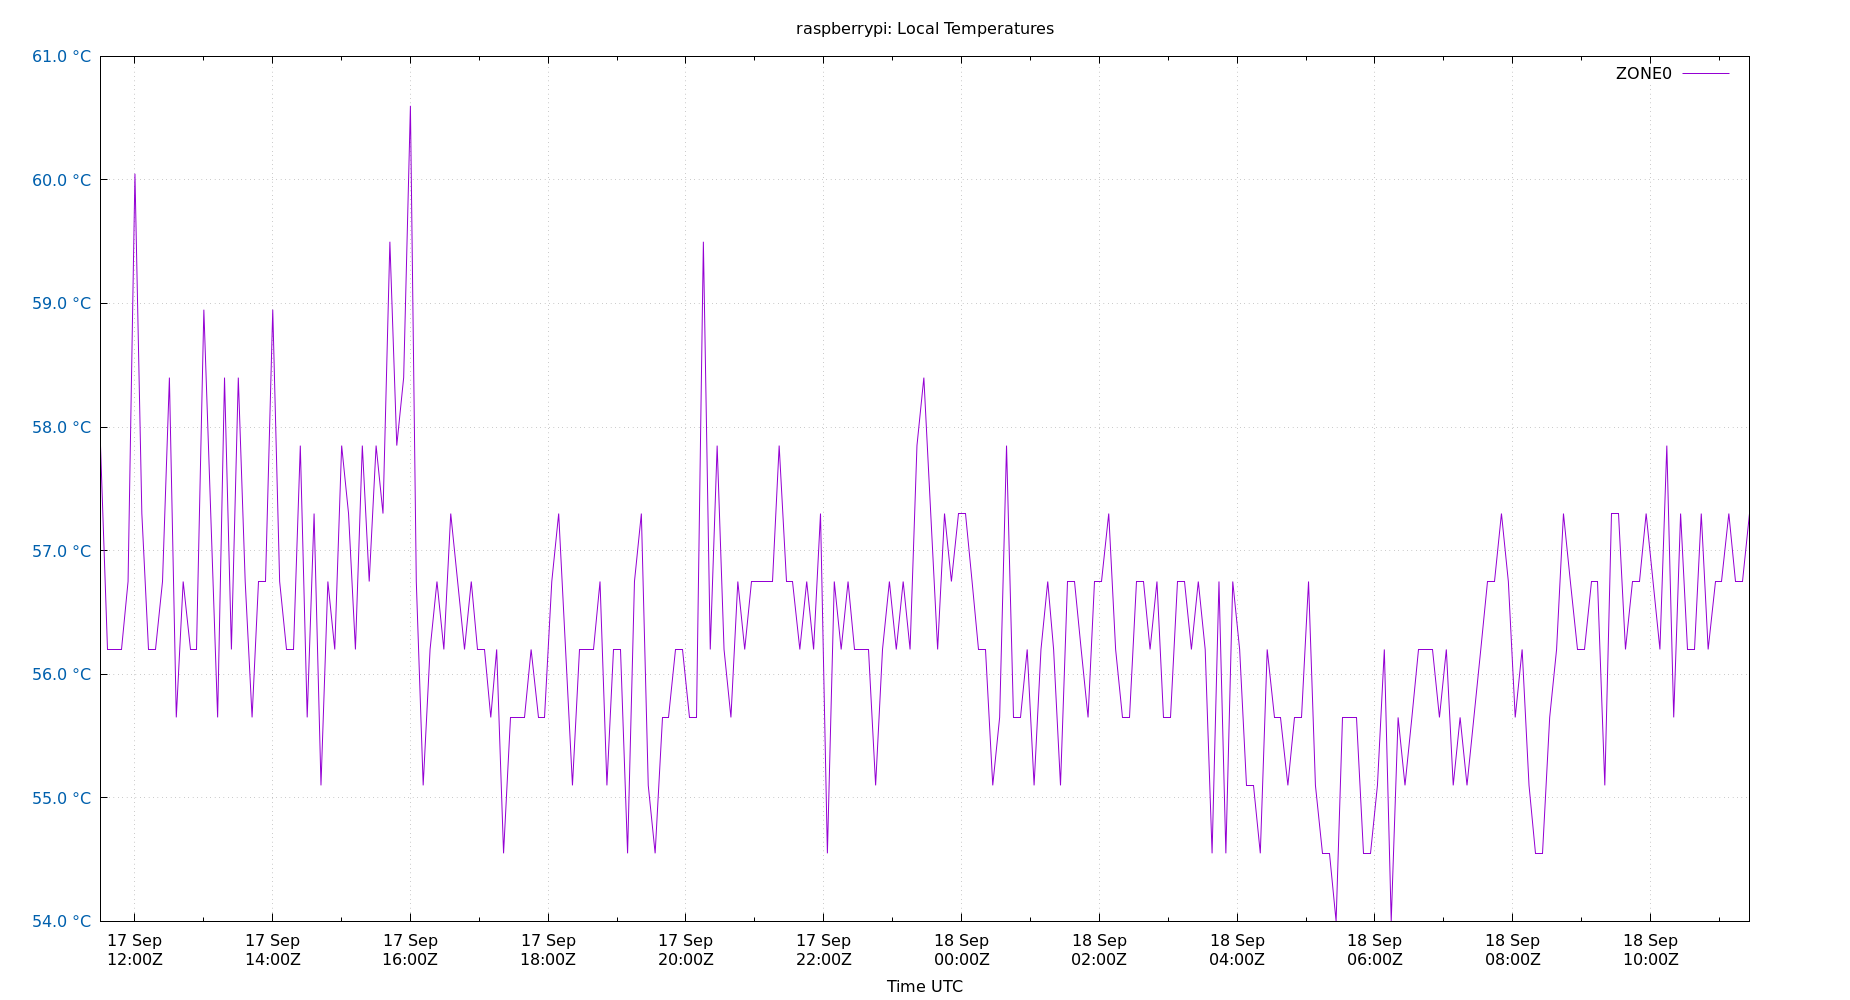 raspberrypi: Local Temperatures
61.0 °C
ZONE0
60.0 °C
59.0 °C
58.0 °C
57.0 °C
56.0 °C
55.0 °C
54.0 °C
17 Sep 17 Sep 17 Sep 17 Sep 17 Sep 17 Sep 18 Sep 18 Sep 18 Sep 18 Sep 18 Sep 18 Sep
12:00Z 14:00Z 16:00Z 18:00Z 20:00Z 22:00Z 00:00Z 02:00Z 04:00Z 06:00Z 08:00Z 10:00Z
Time UTC